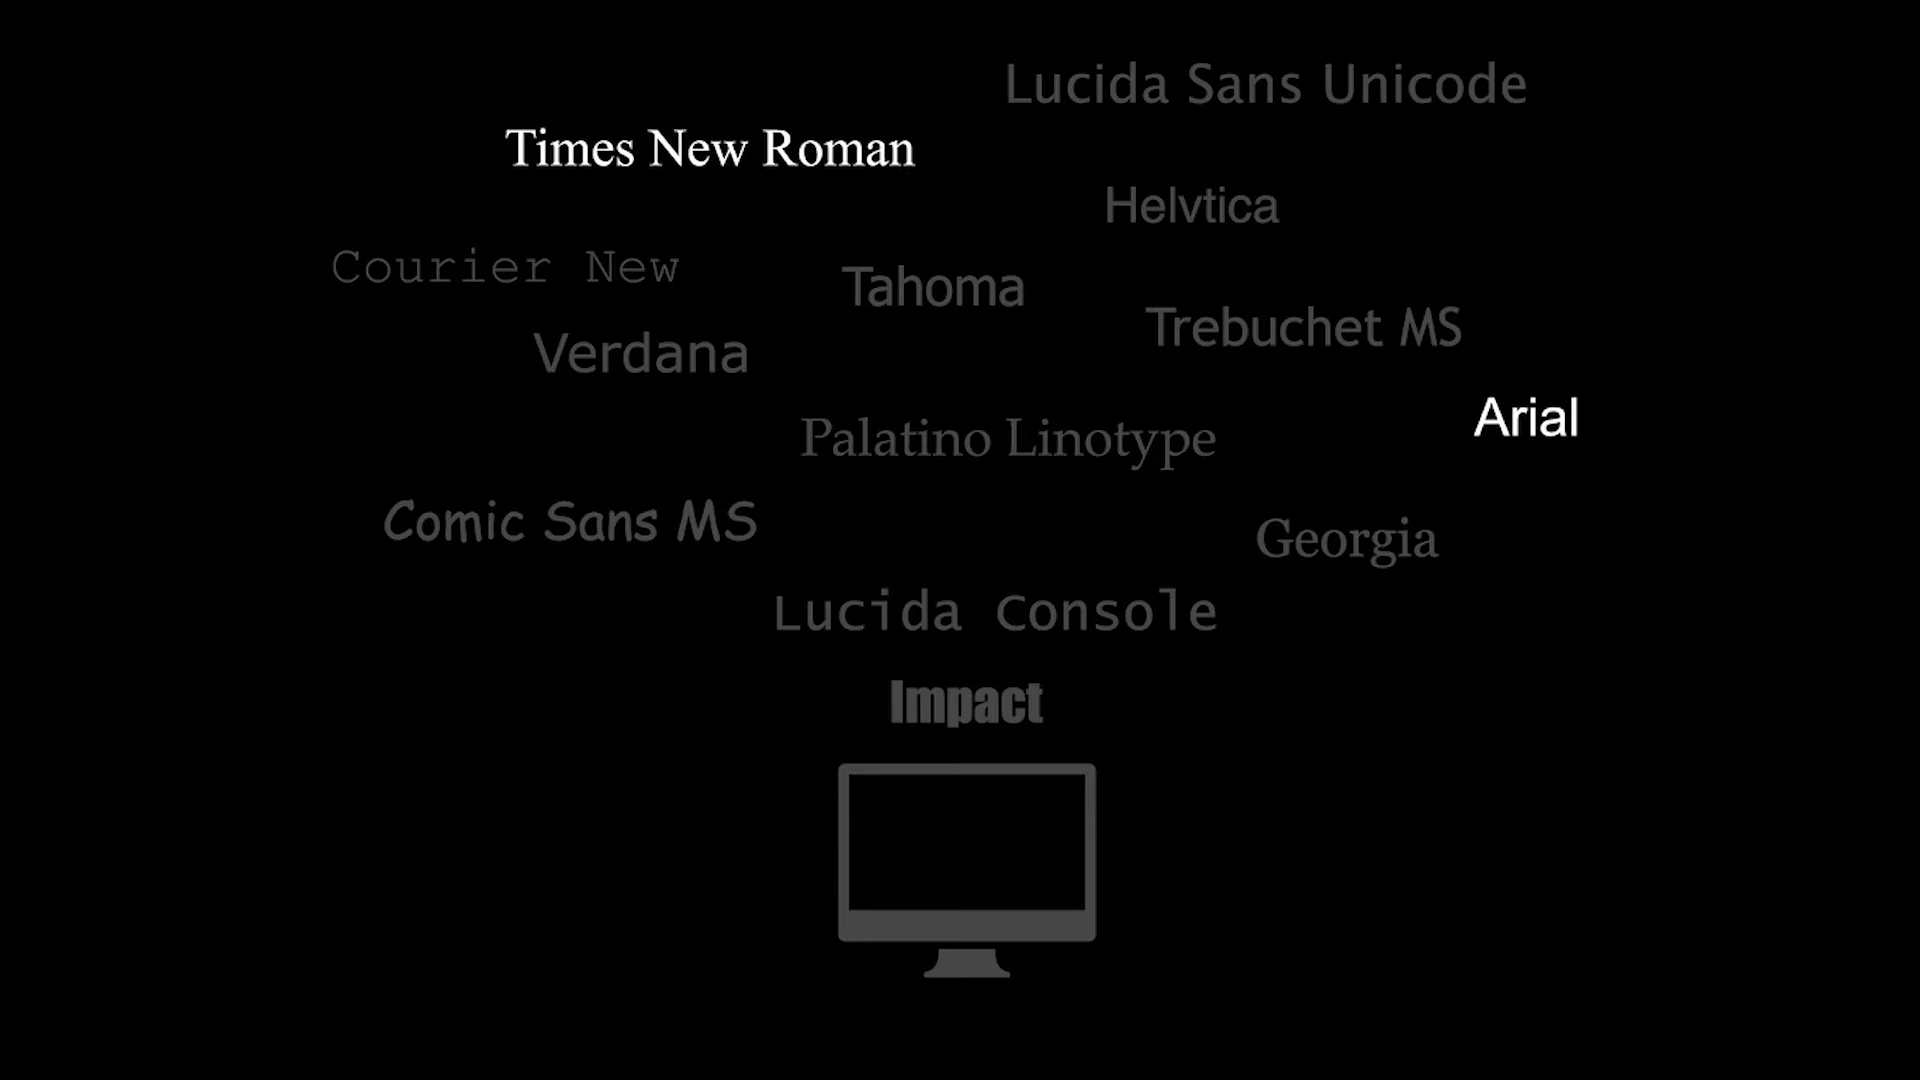 Lucida Sans Unicode
Times New Roman
Helvtica
Courier New
Tahoma
Trebuchet MS
Verdana
Arial
Palatino Linotype
Comic Sans MS
Georgia
Lucida Console
Impact